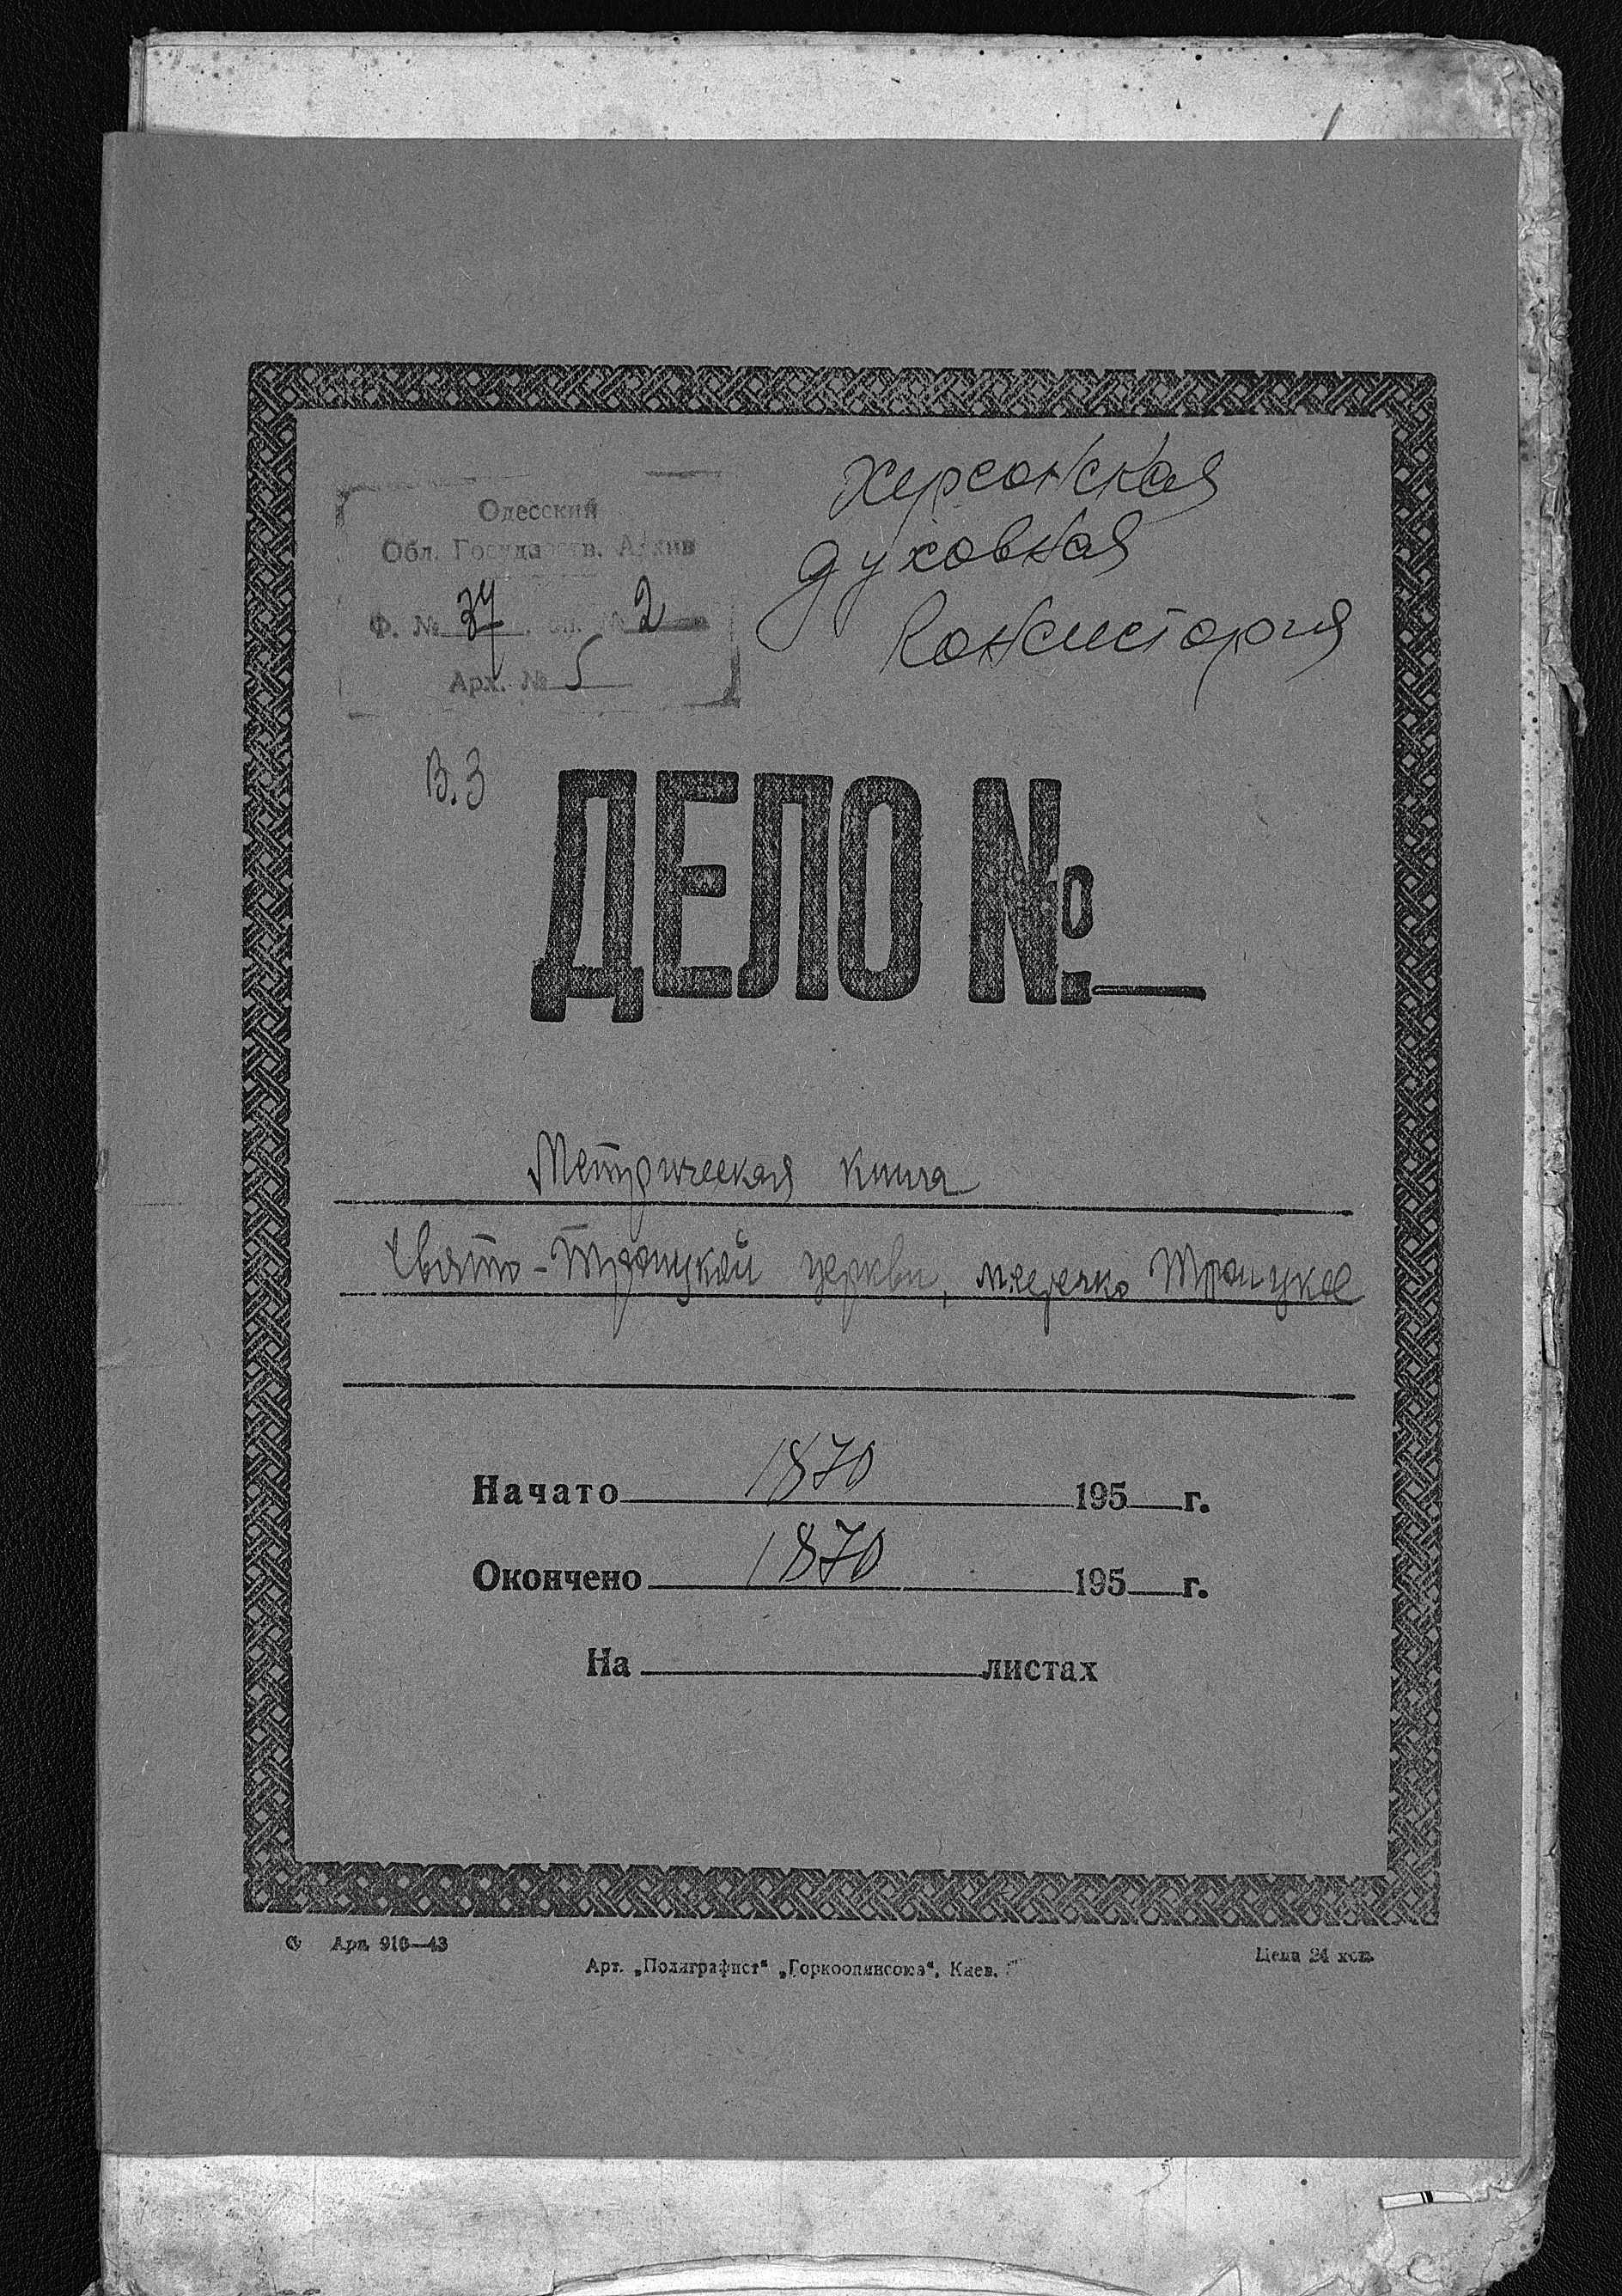 Херсонская
духовная
Консистория
Одесский
Обл. Государств. Архив
Ф. № 37 оп. № 2
Арх. № 5
В.3
ДЕЛО №
Метрическая книга
Свято-Троицкой церкви, местечко Троицкое
Начато 1870 195 г.
Окончено 1870 195 г.
На листах
Арт. 910—43
Арт. „Полиграфист“ „Горкоопинсоюз“, Киев.
Цена 24 коп.